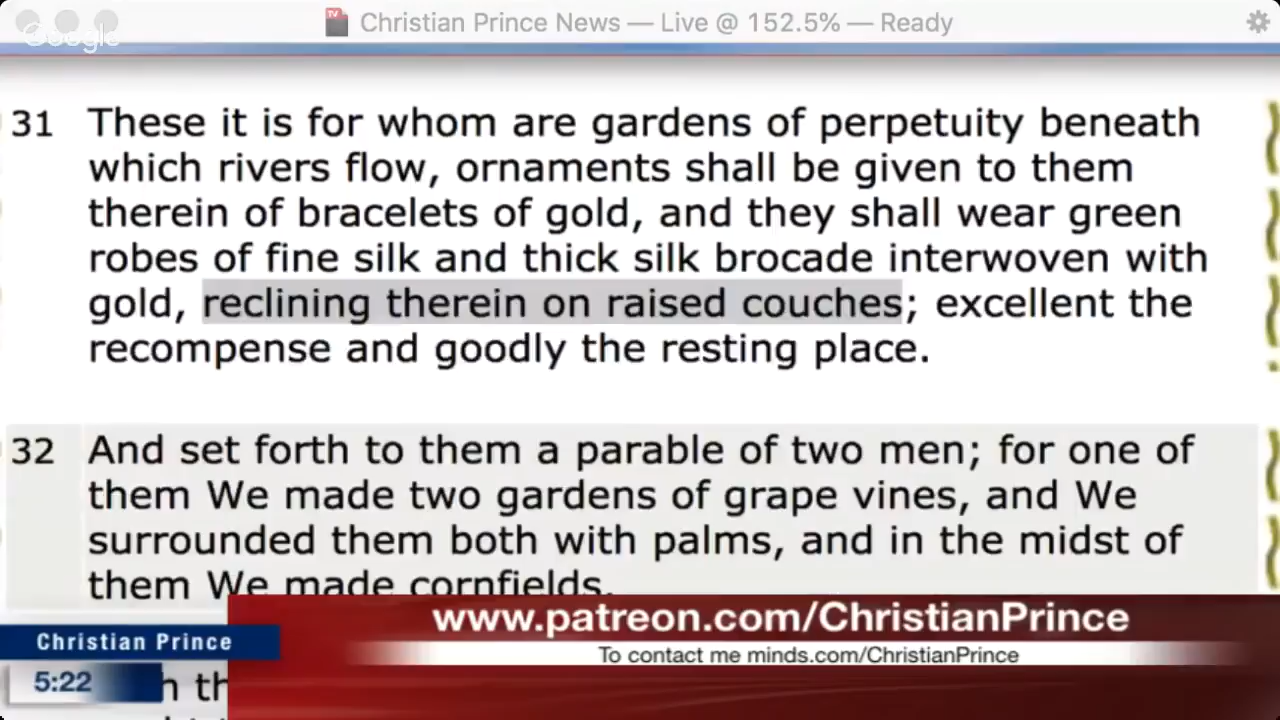 Christian Prince News — Live @ 152.5% — Ready
Google
31 These it is for whom are gardens of perpetuity beneath
which rivers flow, ornaments shall be given to them
therein of bracelets of gold, and they shall wear green
robes of fine silk and thick silk brocade interwoven with
gold, reclining therein on raised couches; excellent the
recompense and goodly the resting place.
32 And set forth to them a parable of two men; for one of
them We made two gardens of grape vines, and We
surrounded them both with palms, and in the midst of
them We made cornfields.
www.patreon.com/ChristianPrince
Christian Prince
To contact me minds.com/ChristianPrince
5:22